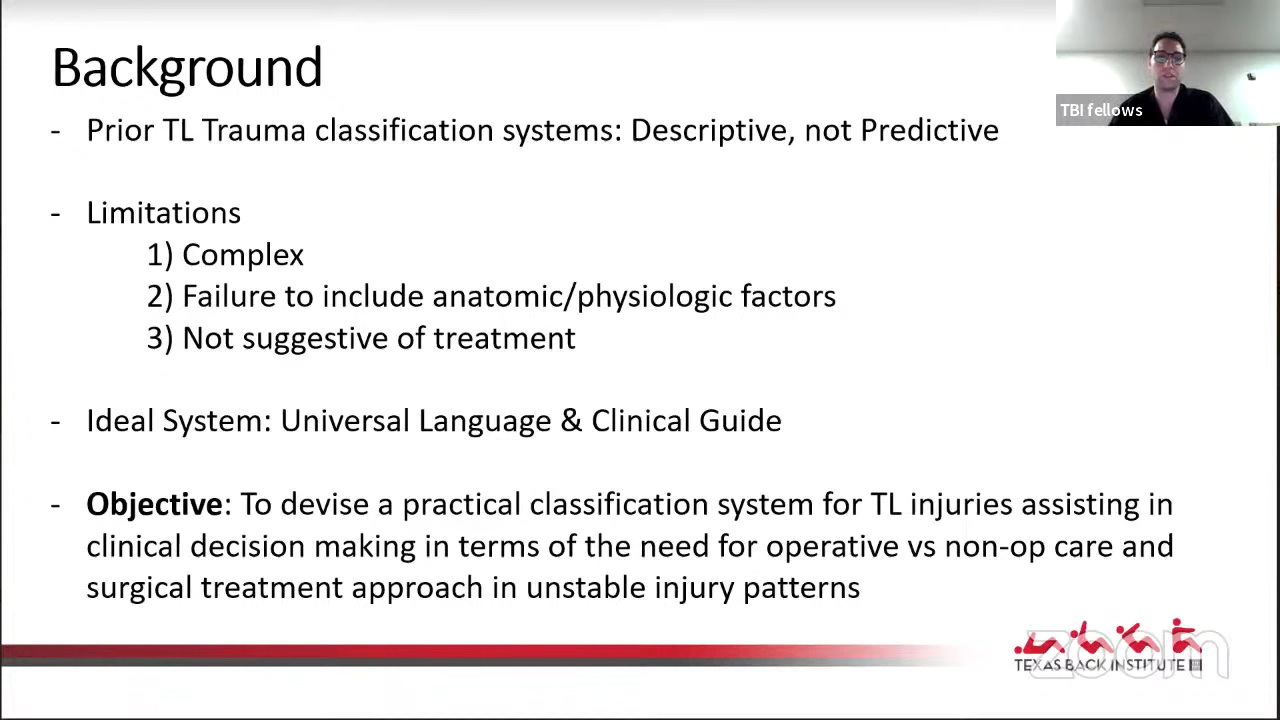 Background
TBI fellows
- Prior TL Trauma classification systems: Descriptive, not Predictive
- Limitations
1) Complex
2) Failure to include anatomic/physiologic factors
3) Not suggestive of treatment
- Ideal System: Universal Language & Clinical Guide
- Objective: To devise a practical classification system for TL injuries assisting in
clinical decision making in terms of the need for operative vs non-op care and
surgical treatment approach in unstable injury patterns
zoom
TEXAS BACK INSTITUTE